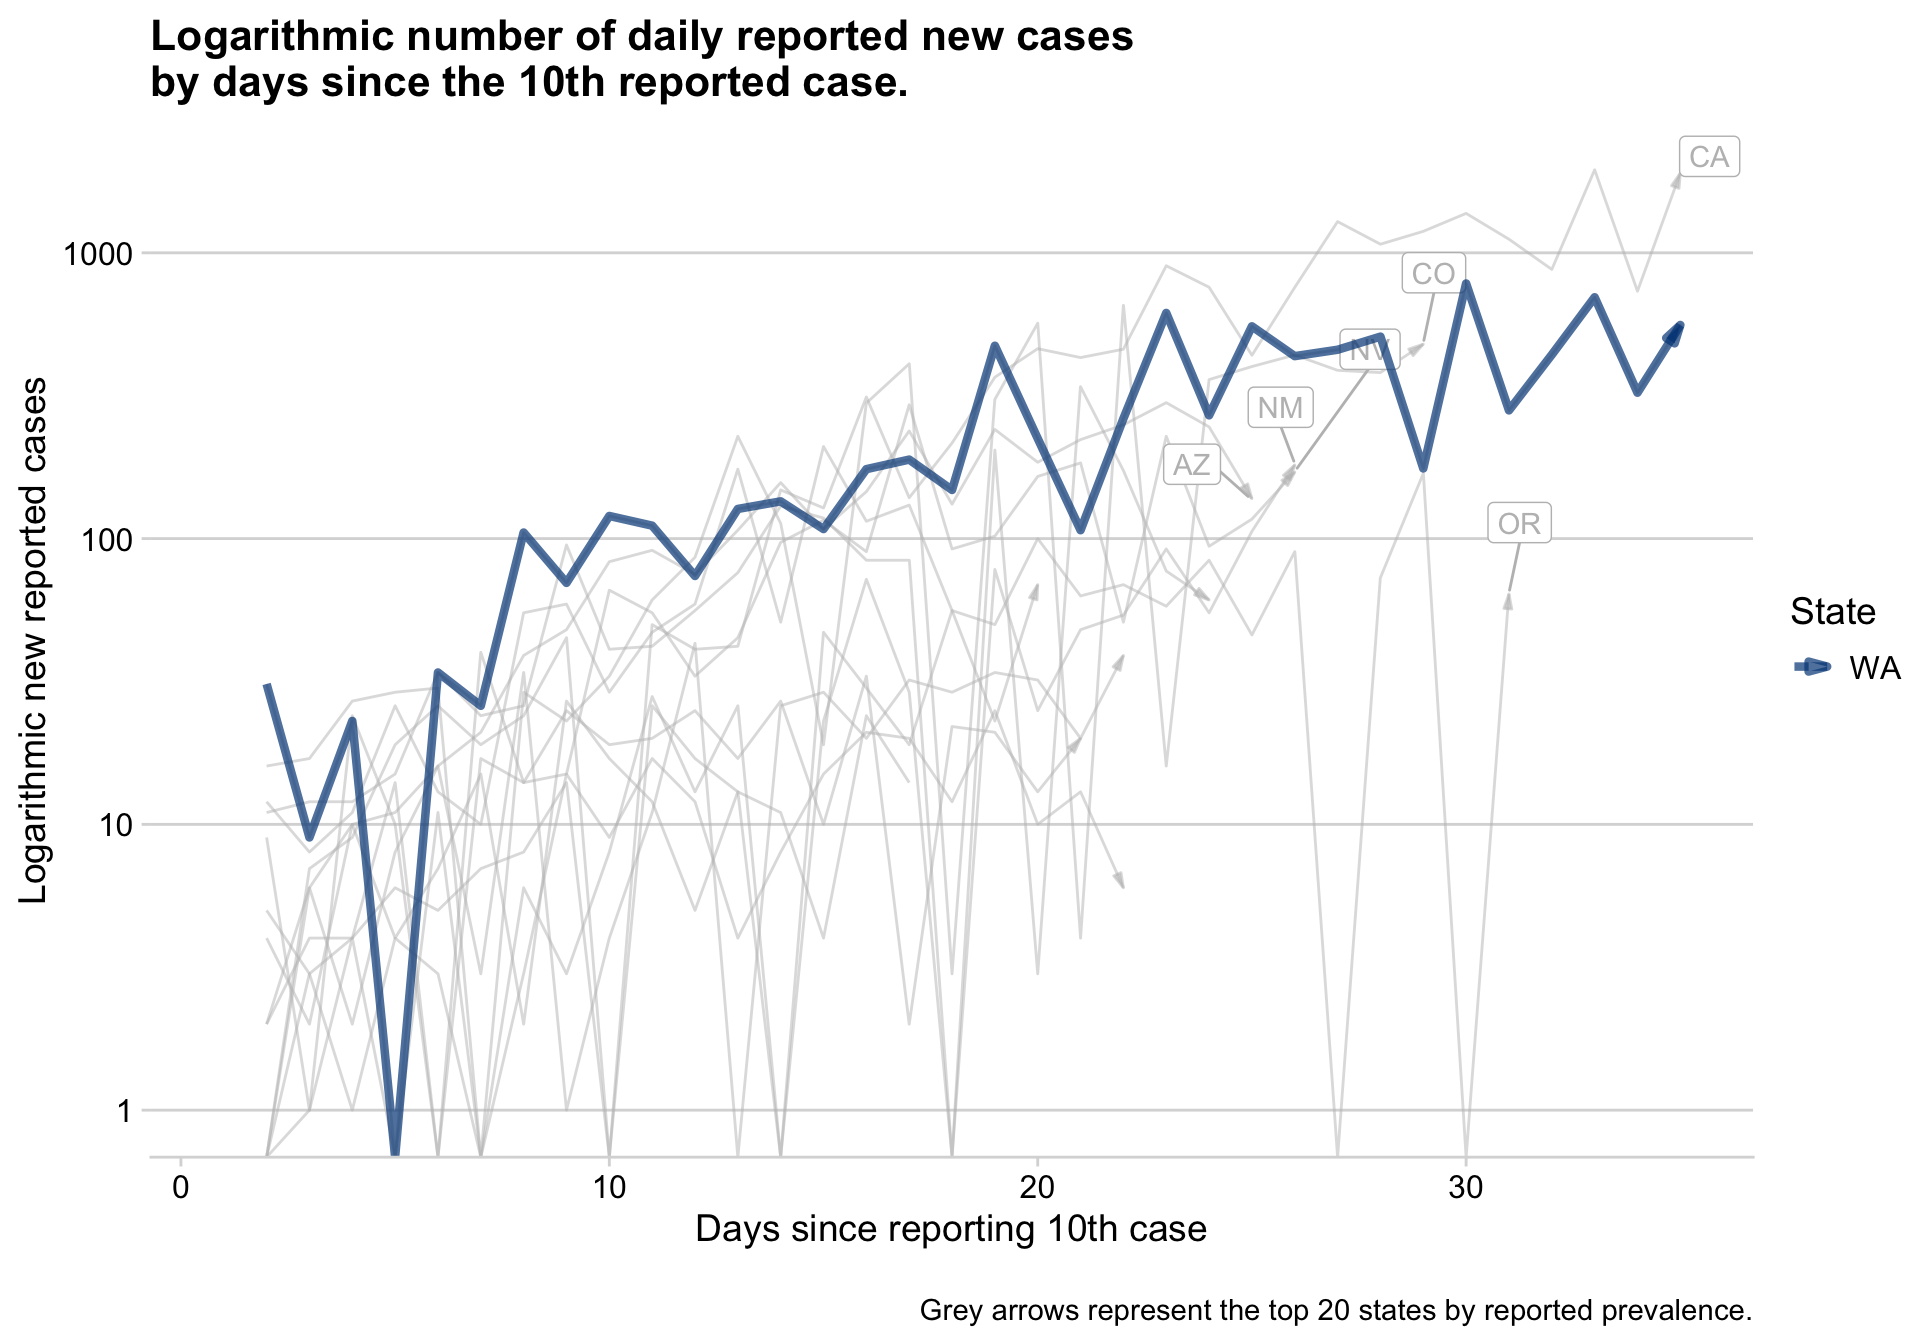 Logarithmic number of daily reported new cases
by days since the 10th reported case.
CA
1000
CO
NV
NM
AZ
OR
100
10
1
Logarithmic new reported cases
State
WA
0 10 20 30
Days since reporting 10th case
Grey arrows represent the top 20 states by reported prevalence.